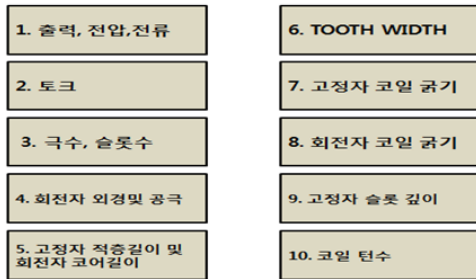 1. 출력, 전압,전류
2. 토크
3. 극수, 슬롯수
4. 회전자 외경및 공극
5. 고정자 적층길이 및
회전자 코어길이
6. TOOTH WIDTH
7. 고정자 코일 굵기
8. 회전자 코일 굵기
9. 고정자 슬롯 깊이
10. 코일 턴수